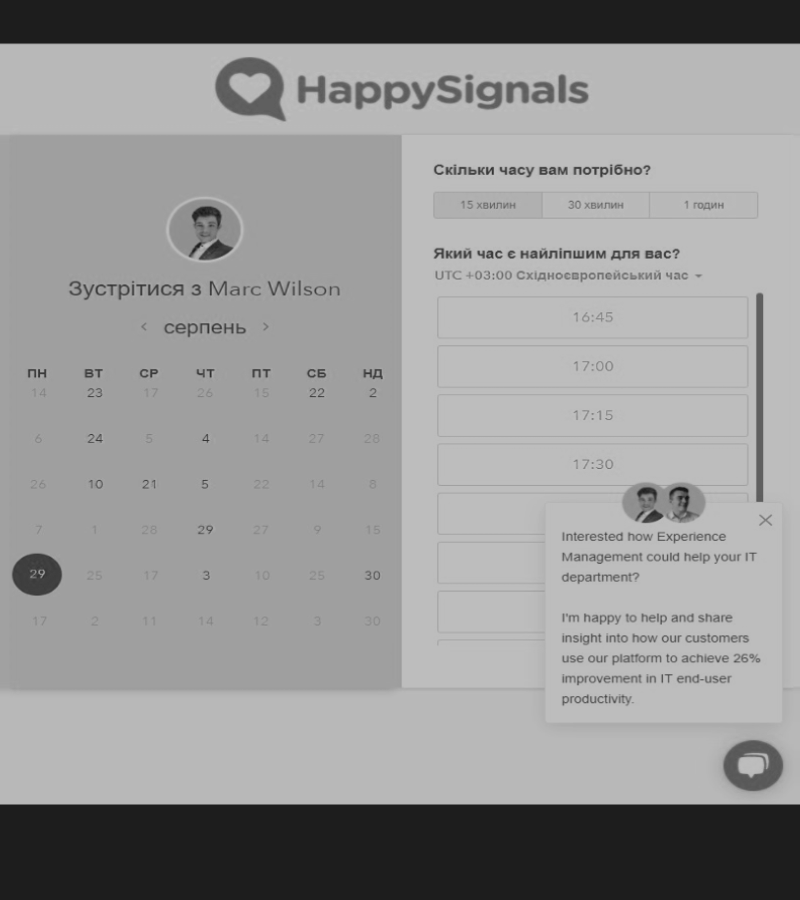 HappySignals
Зустрітися з Marc Wilson
серпень
ПН ВТ СР ЧТ ПТ СБ НД
14 23 17 26 15 22 2
6 24 5 4 14 27 28
26 10 21 5 22 14 8
7 1 28 29 27 9 15
29 25 17 3 10 25 30
17 2 11 14 12 3 30
Скільки часу вам потрібно?
15 хвилин 30 хвилин 1 годин
Який час є найліпшим для вас?
UTC +03:00 Східноєвропейський час
16:45
17:00
17:15
17:30
Interested how Experience
Management could help your IT
department?
I'm happy to help and share
insight into how our customers
use our platform to achieve 26%
improvement in IT end-user
productivity.